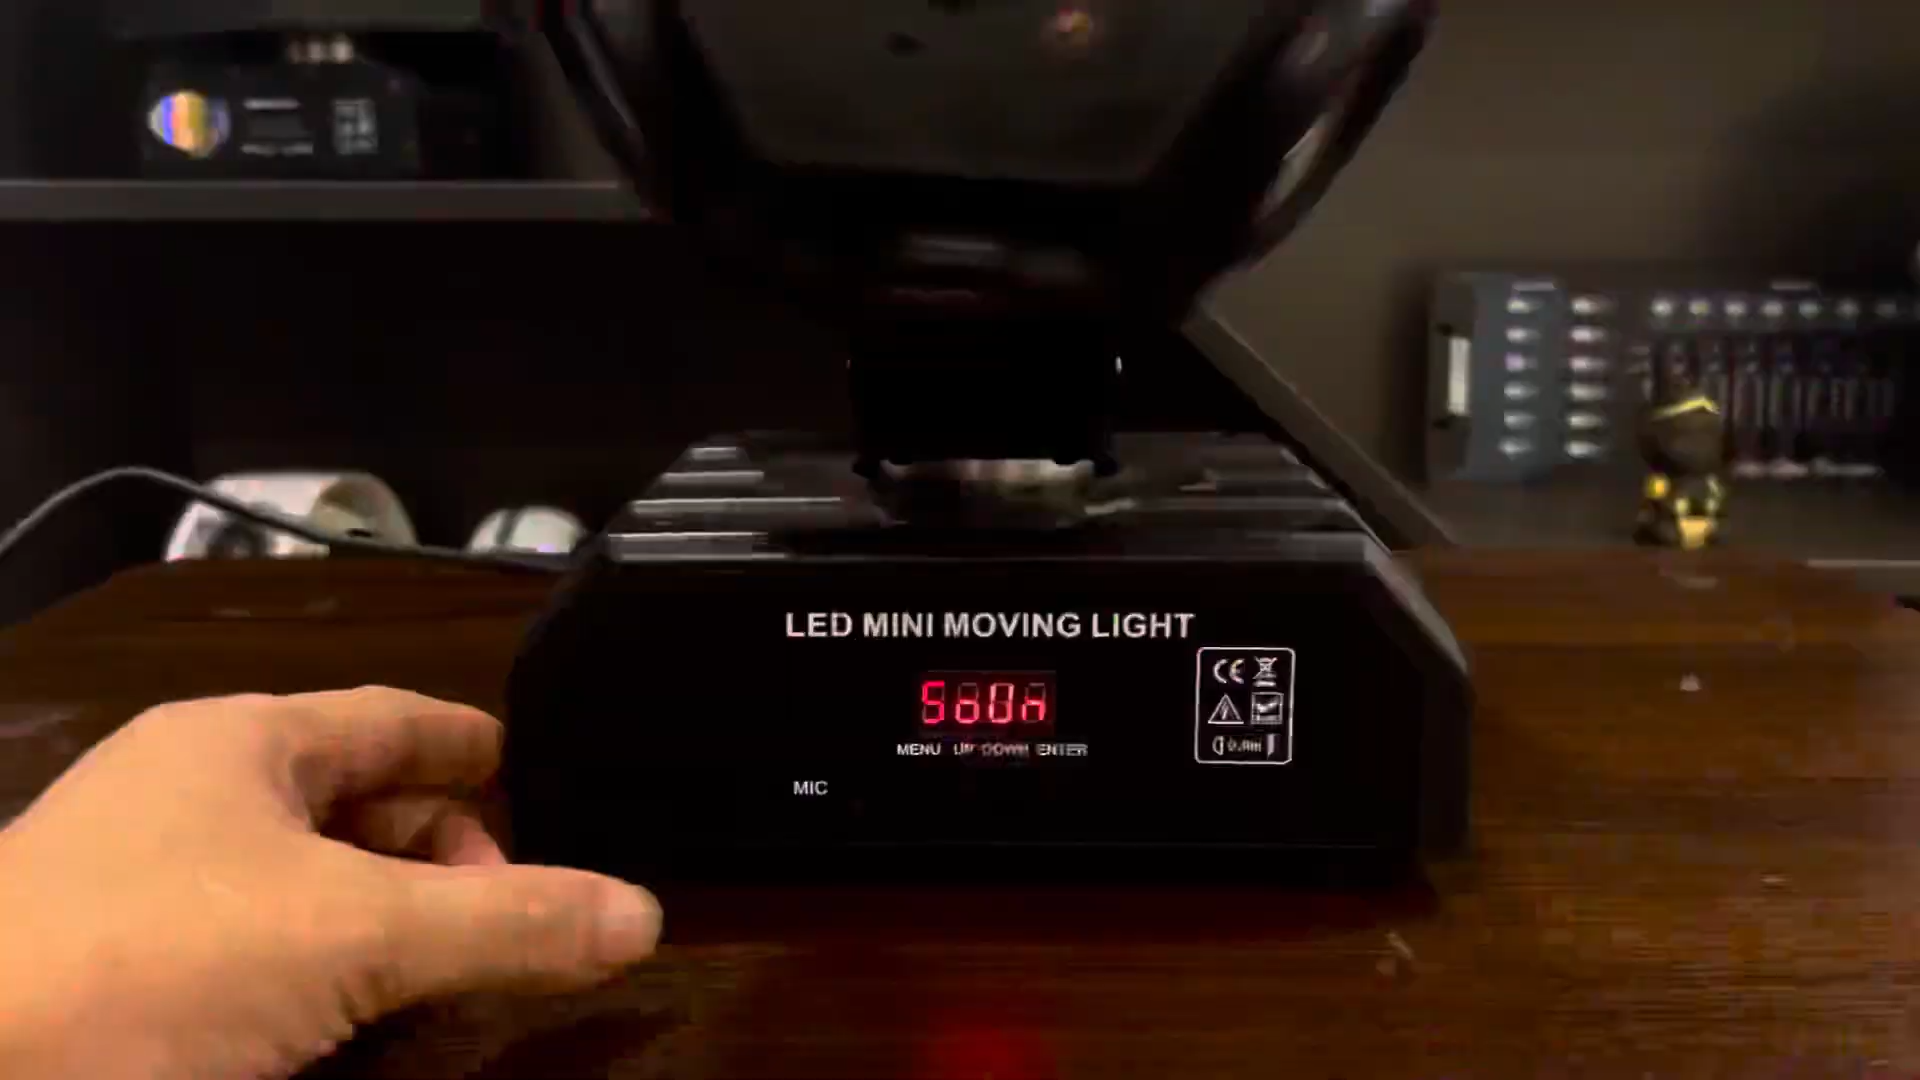 LED MINI MOVING LIGHT
SoUn
MENU UP DOWN ENTER
MIC
CE